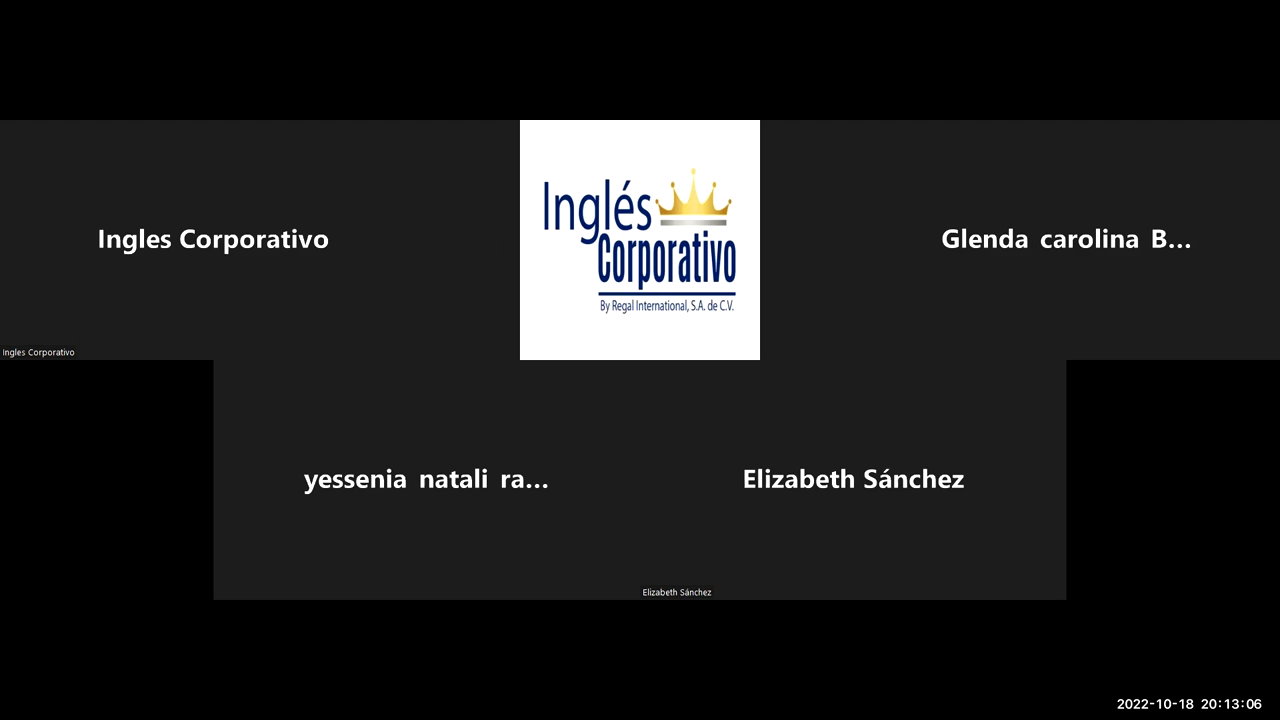 Ingles Corporativo
Inglés
Corporativo
By Regal International, S.A. de C.V.
Glenda carolina B...
Ingles Corporativo
yessenia natali ra...
Elizabeth Sánchez
Elizabeth Sánchez
2022-10-18 20:13:06